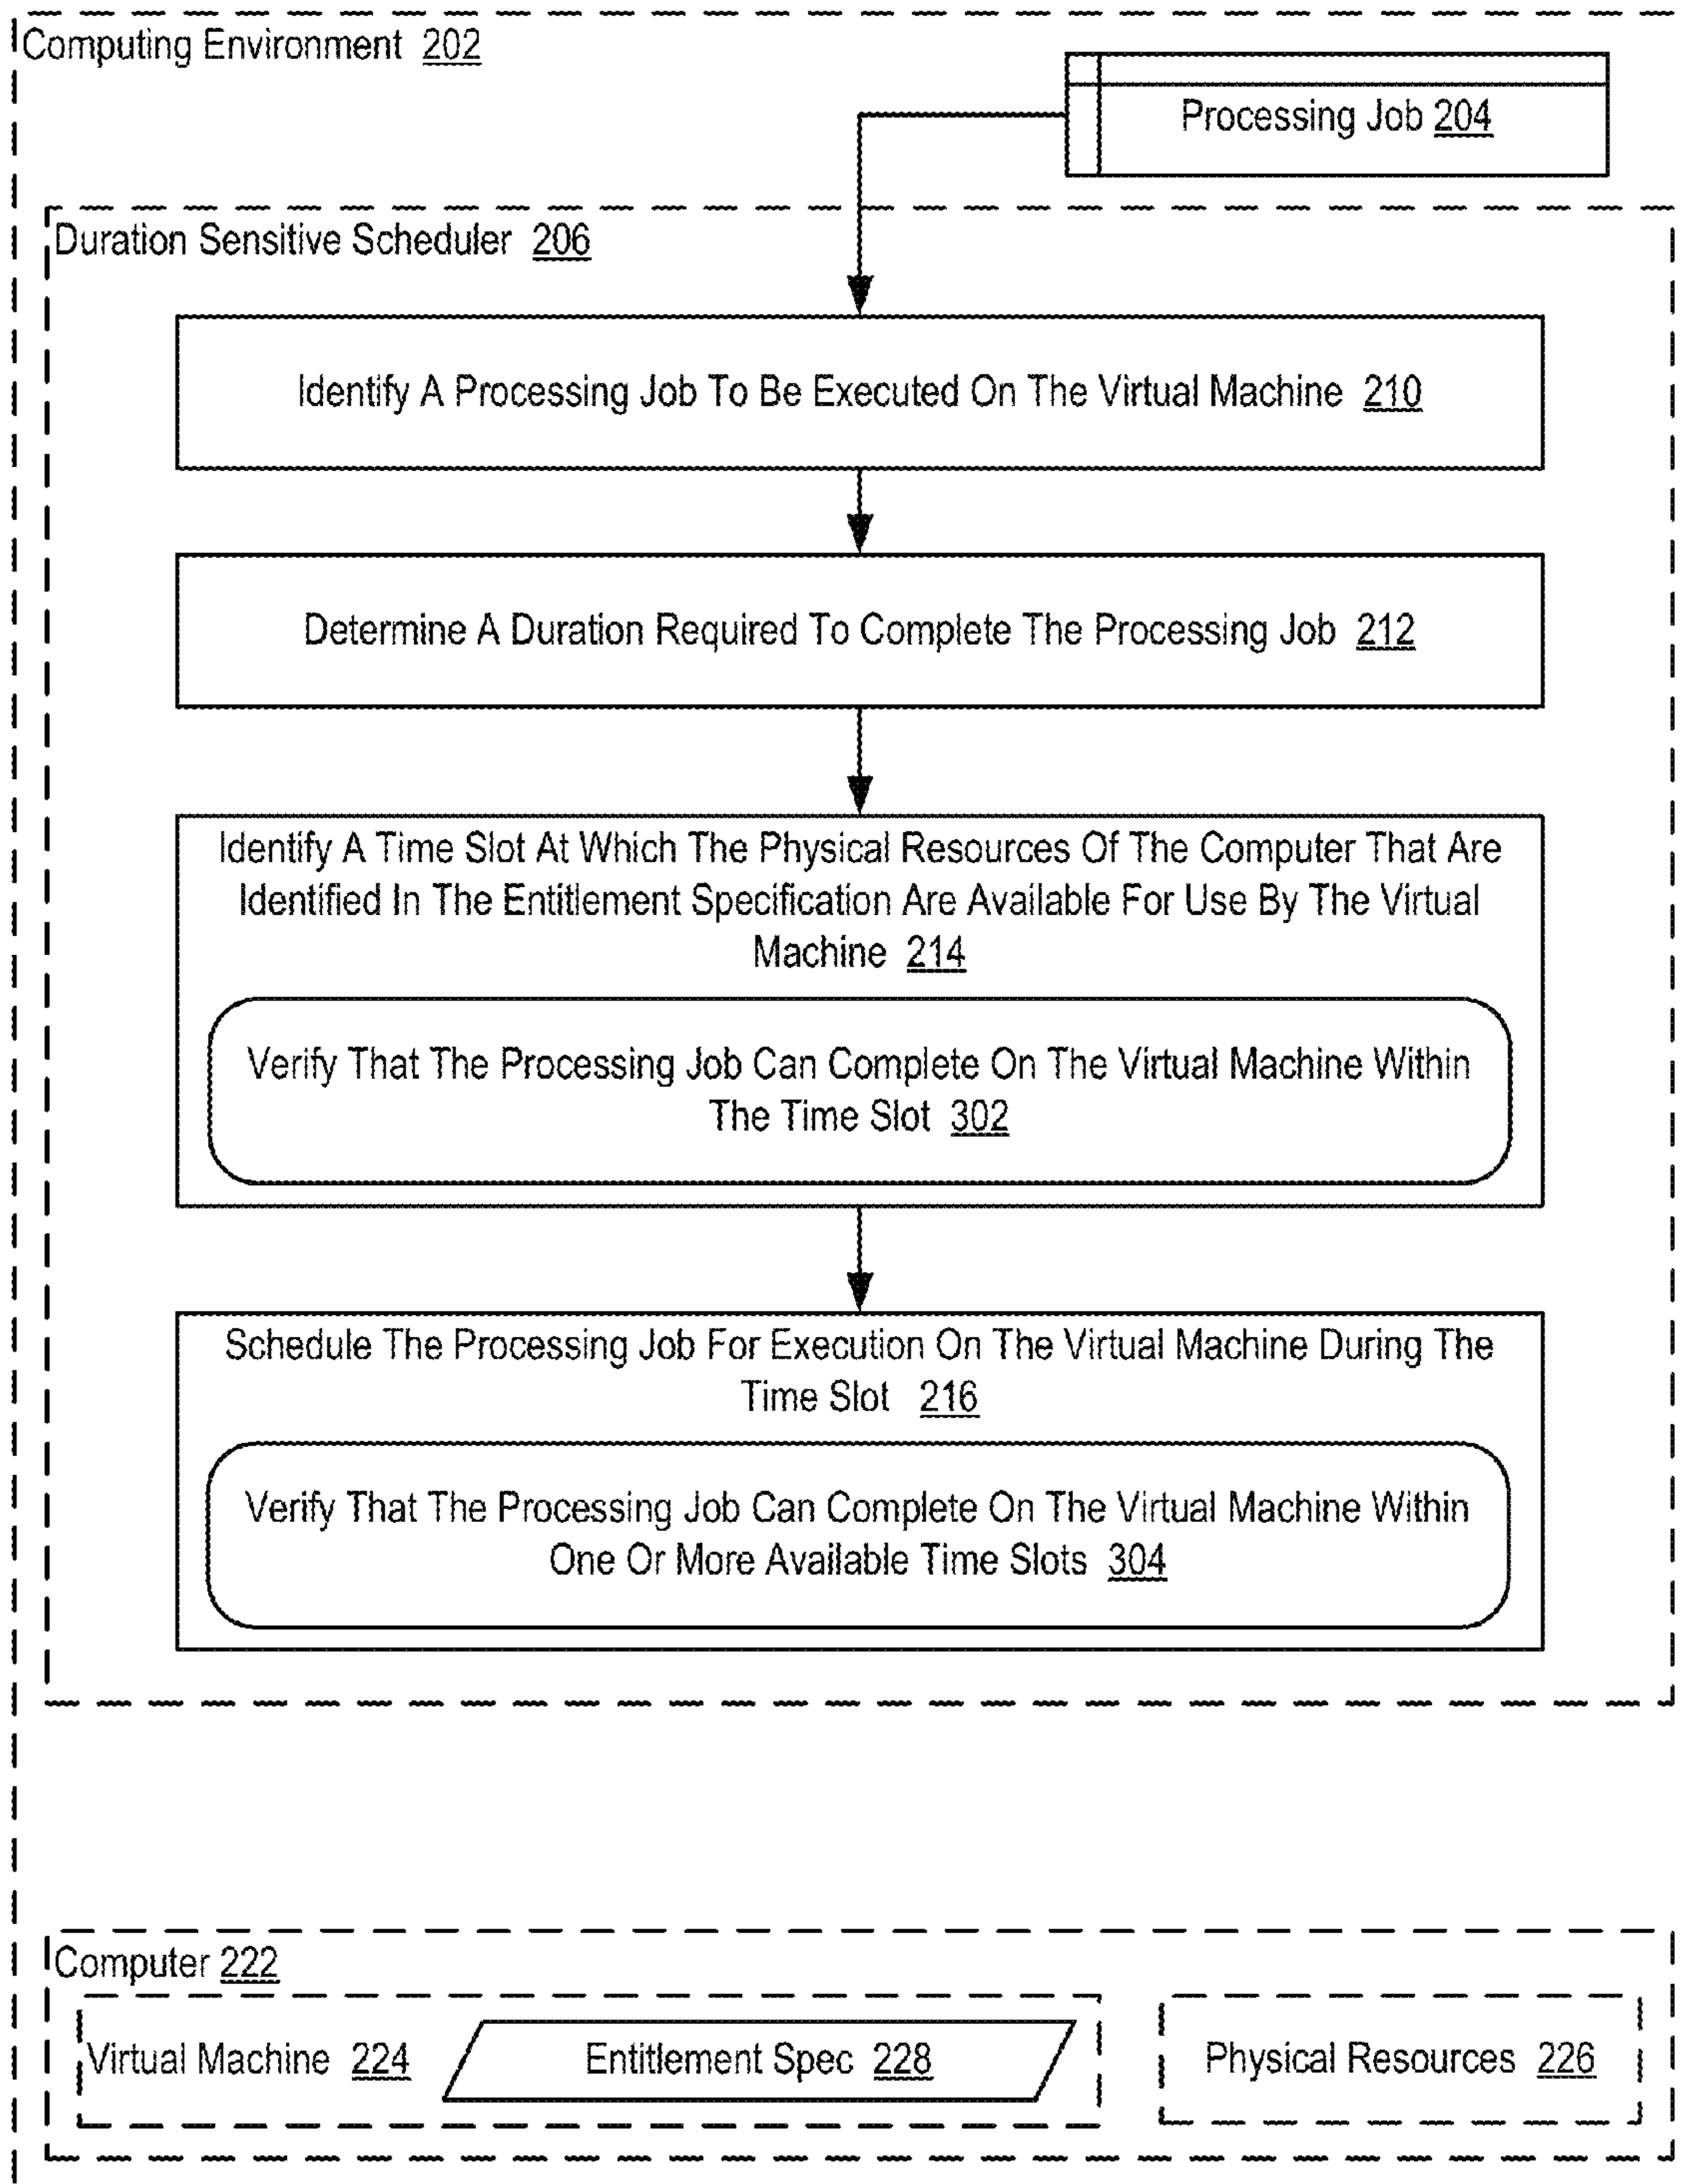 Computing Environment 202
Processing Job 204
Duration Sensitive Scheduler 206
Identify A Processing Job To Be Executed On The Virtual Machine 210
Determine A Duration Required To Complete The Processing Job 212
Identify A Time Slot At Which The Physical Resources Of The Computer That Are
Identified In The Entitlement Specification Are Available For Use By The Virtual
Machine 214
Verify That The Processing Job Can Complete On The Virtual Machine Within
The Time Slot 302
Schedule The Processing Job For Execution On The Virtual Machine During The
Time Slot 216
Verify That The Processing Job Can Complete On The Virtual Machine Within
One Or More Available Time Slots 304
Computer 222
Virtual Machine 224
Entitlement Spec 228
Physical Resources 226